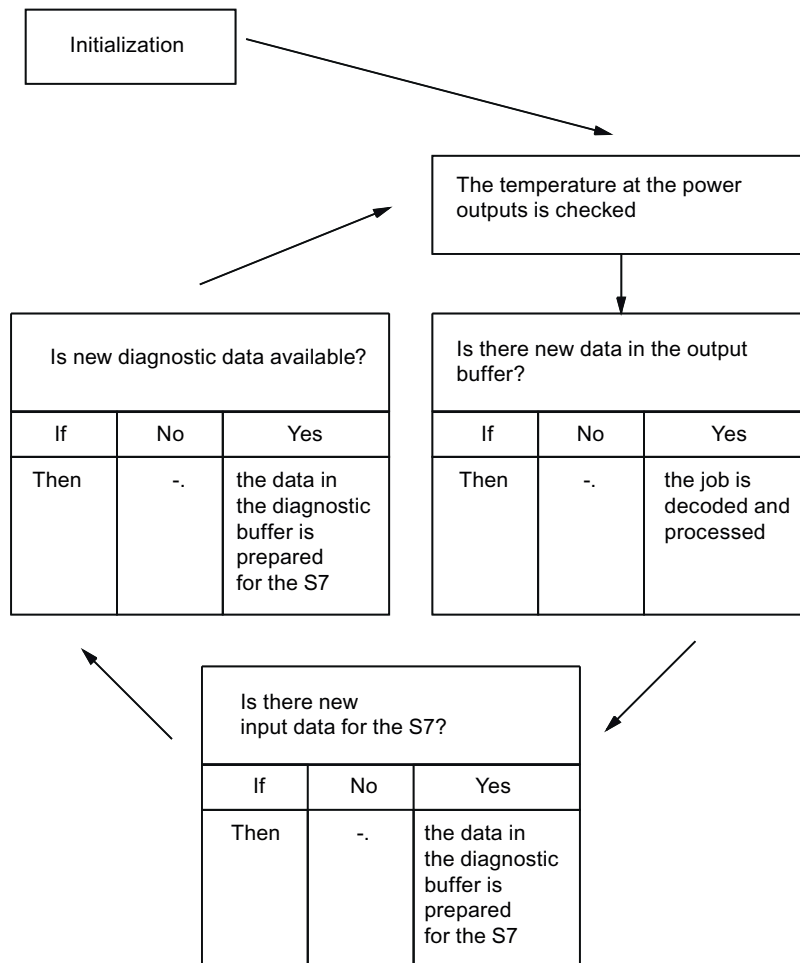 Initialization
The temperature at the power
outputs is checked
Is new diagnostic data available?
If No Yes
Then -. the data in
the diagnostic
buffer is
prepared
for the S7
Is there new data in the output
buffer?
If No Yes
Then -. the job is
decoded and
processed
Is there new
input data for the S7?
If No Yes
Then -. the data in
the diagnostic
buffer is
prepared
for the S7